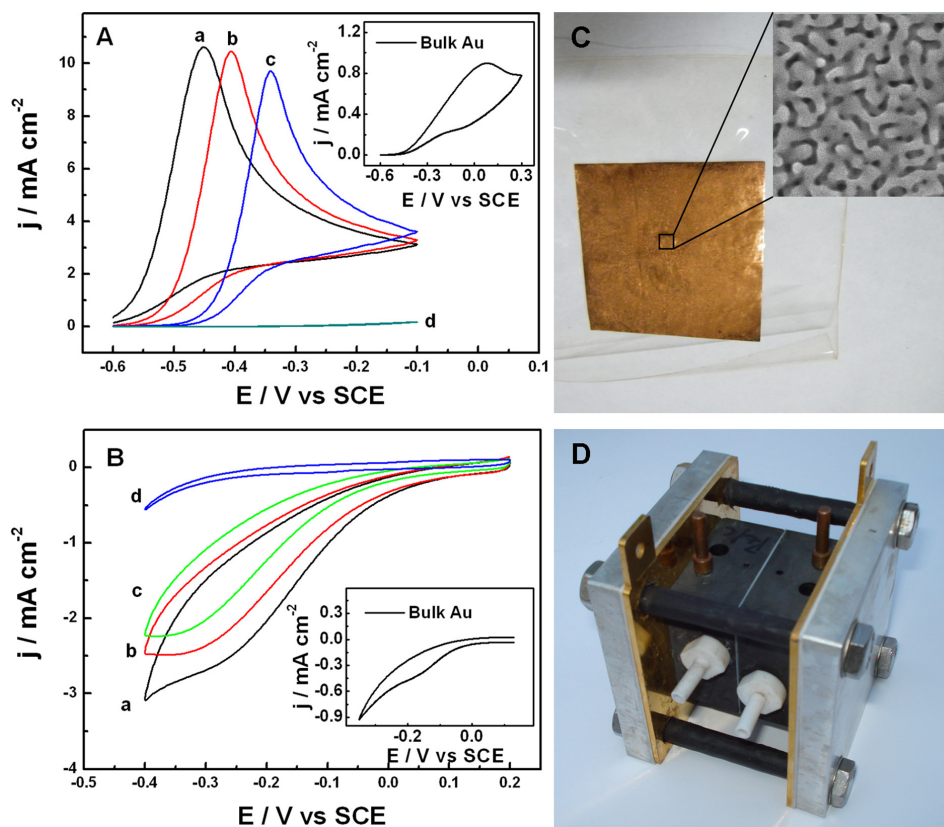 A
a
b
c
d
j / mA cm-2
10
8
6
4
2
0
-0.6 -0.5 -0.4 -0.3 -0.2 -0.1 0.0 0.1
E / V vs SCE
Bulk Au
j / mA cm-2
1.2
0.8
0.4
0.0
-0.6 -0.3 0.0 0.3
E / V vs SCE
C
B
d
c
b
a
j / mA cm-2
0
-1
-2
-3
-4
-0.5 -0.4 -0.3 -0.2 -0.1 0.0 0.1 0.2
E / V vs SCE
Bulk Au
j / mA cm-2
0.3
0.0
-0.3
-0.6
-0.9
-0.2 0.0
E / V vs SCE
D